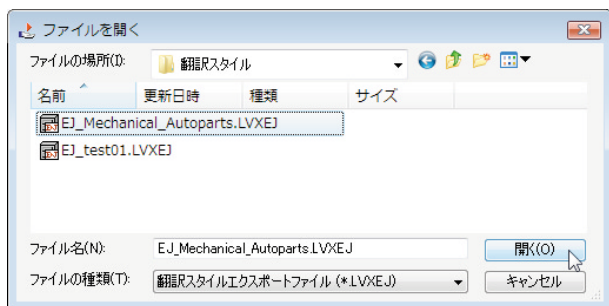 ファイルを開く
ファイルの場所(I): 翻訳スタイル
名前 更新日時 種類 サイズ
EJ_Mechanical_Autoparts.LVXEJ
EJ_test01.LVXEJ
ファイル名(N): EJ_Mechanical_Autoparts.LVXEJ 開く(O)
ファイルの種類(T): 翻訳スタイルエクスポートファイル (*.LVXEJ) キャンセル